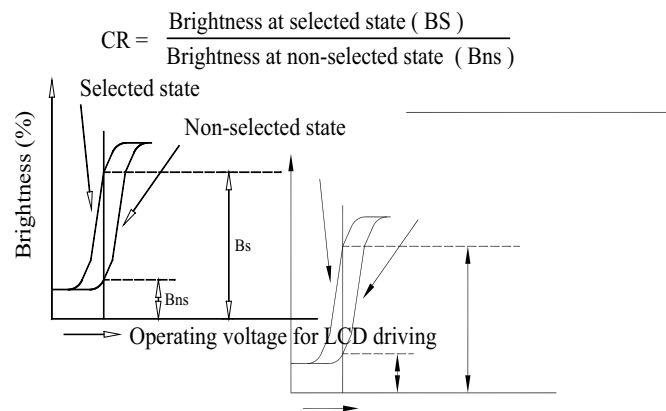 CR = Brightness at selected state ( BS )
Brightness at non-selected state ( Bns )
Selected state
Non-selected state
Brightness (%)
Bs
Bns
Operating voltage for LCD driving